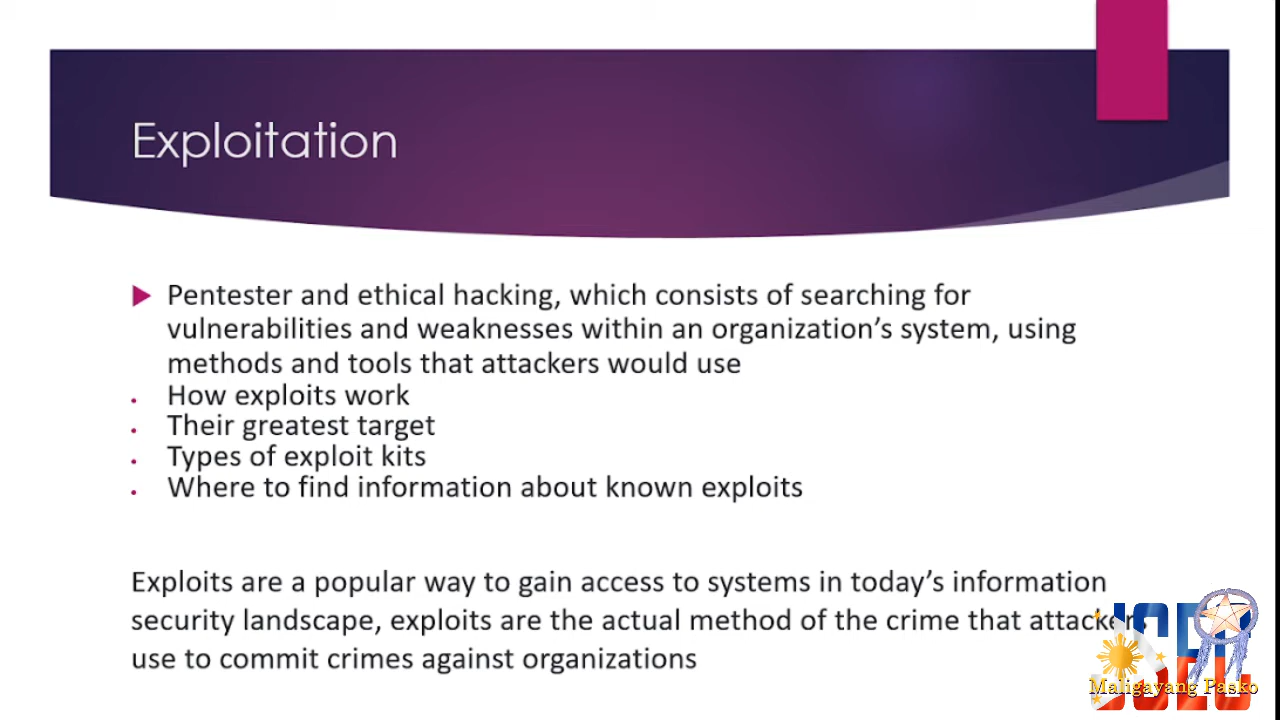 Exploitation
Pentester and ethical hacking, which consists of searching for
vulnerabilities and weaknesses within an organization’s system, using
methods and tools that attackers would use
How exploits work
Their greatest target
Types of exploit kits
Where to find information about known exploits
Exploits are a popular way to gain access to systems in today’s information
security landscape, exploits are the actual method of the crime that
use to commit crimes against organizations
Maligayang Pasko